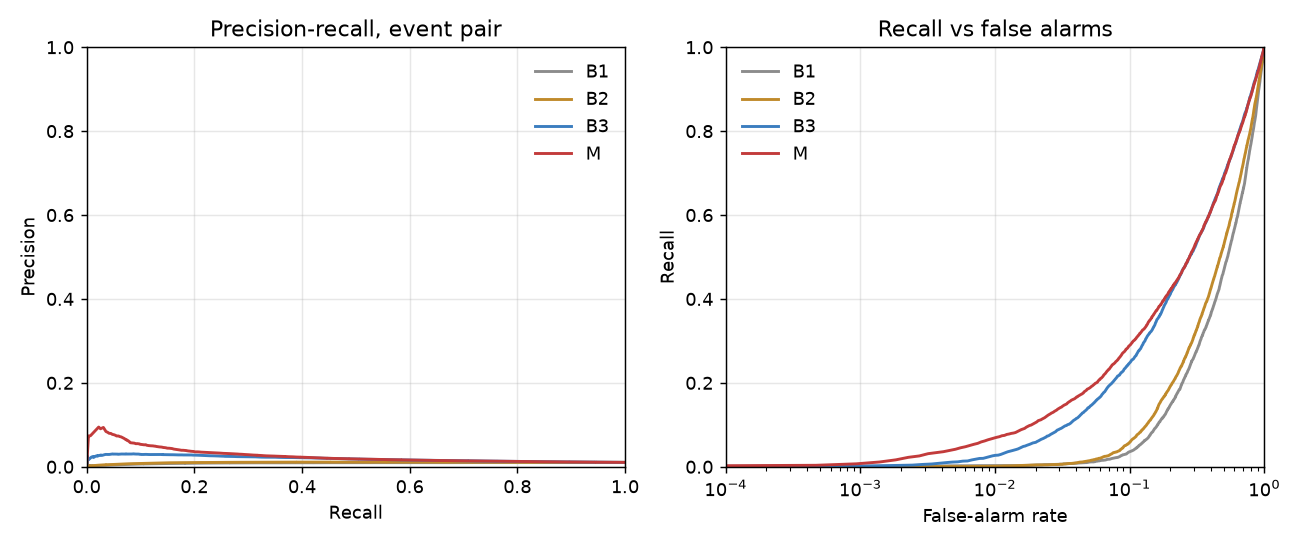 Precision-recall, event pair
1.0
0.8
0.6
0.4
0.2
0.0
Precision
B1
B2
B3
M
0.0 0.2 0.4 0.6 0.8 1.0
Recall
Recall vs false alarms
1.0
0.8
0.6
0.4
0.2
0.0
Recall
B1
B2
B3
M
10⁻⁴ 10⁻³ 10⁻² 10⁻¹ 10⁰
False-alarm rate